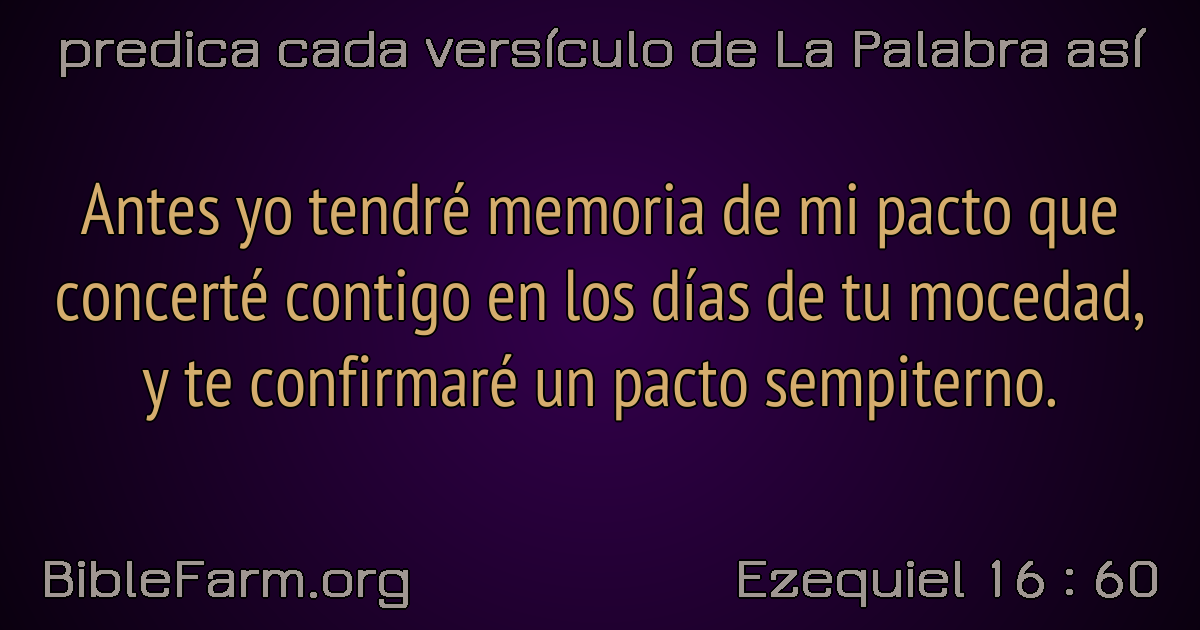 predica cada versículo de La Palabra así
Antes yo tendré memoria de mi pacto que
concerté contigo en los días de tu mocedad,
y te confirmaré un pacto sempiterno.
BibleFarm.org
Ezequiel 16 : 60